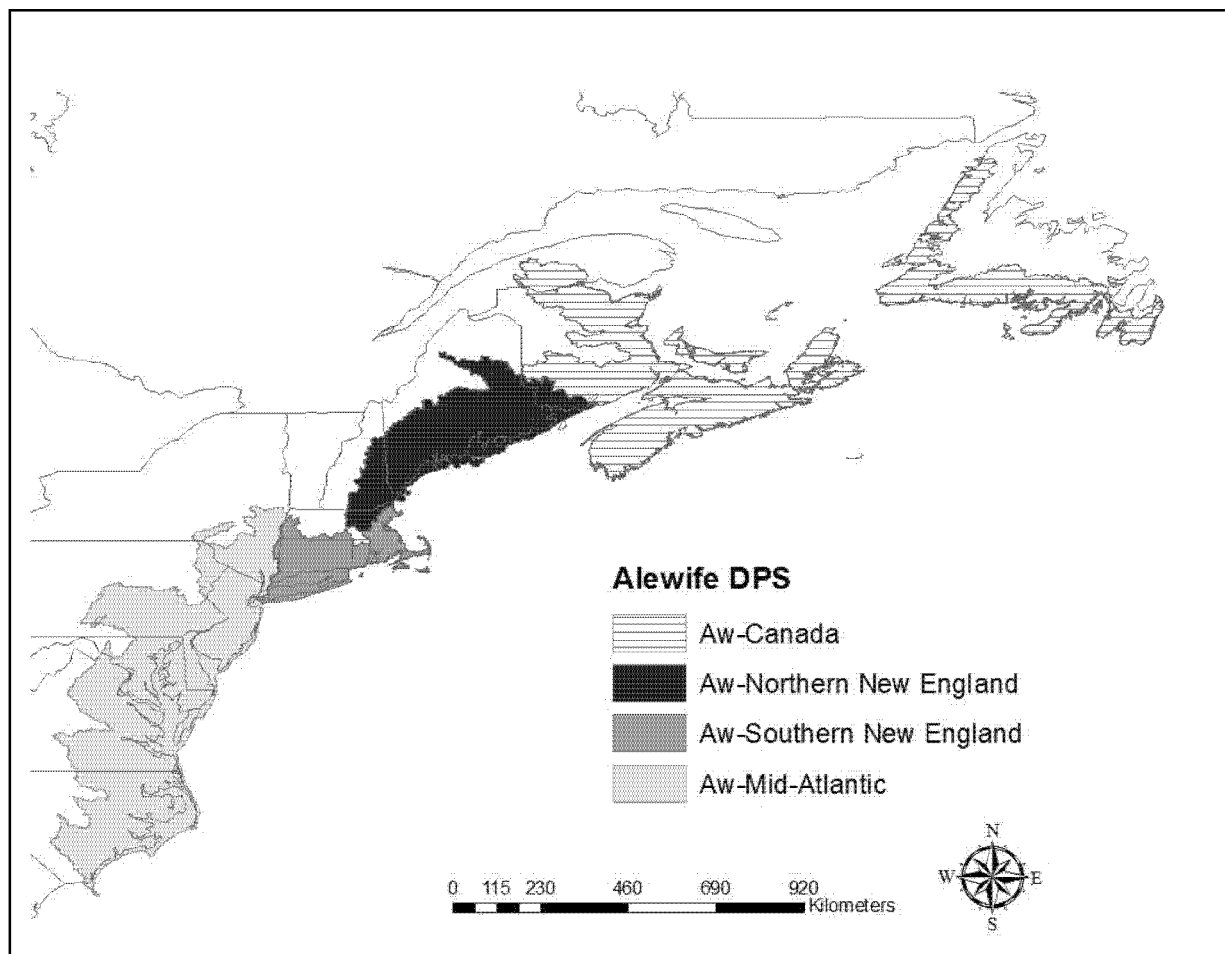 Alewife DPS
Aw-Canada
Aw-Northern New England
Aw-Southern New England
Aw-Mid-Atlantic
N
W E
S
0 115 230 460 690 920
Kilometers